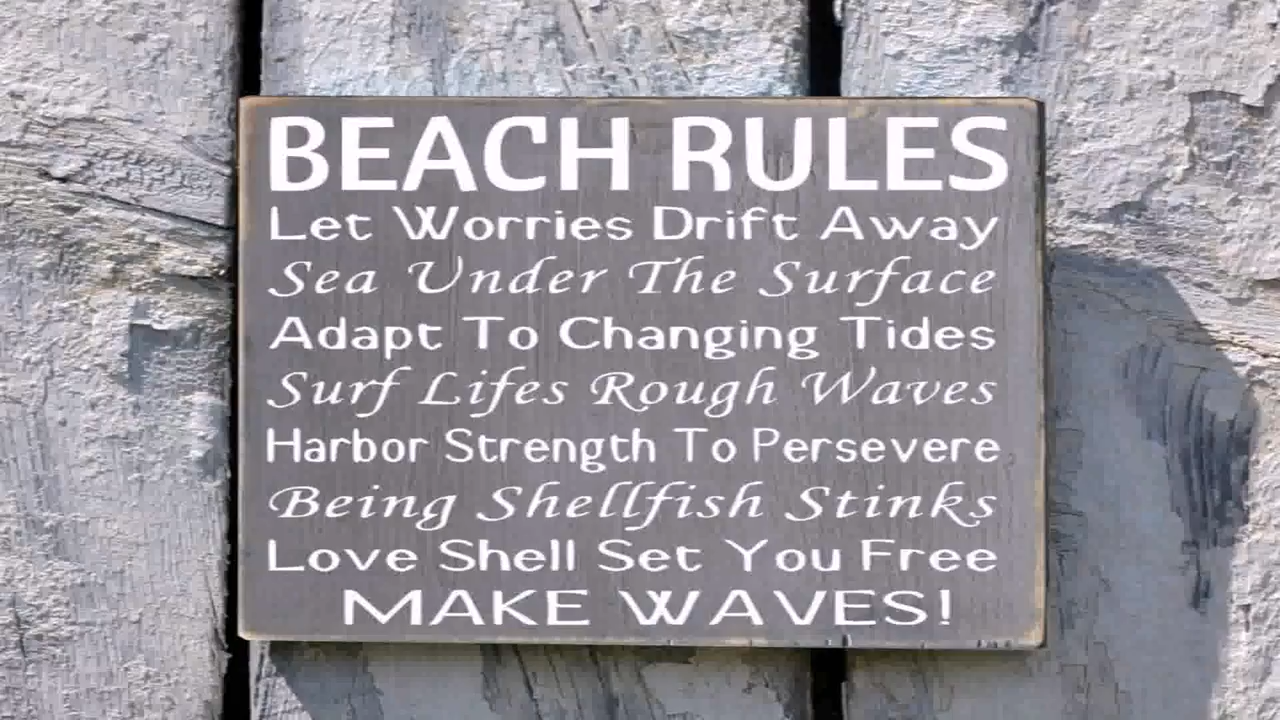 BEACH RULES
Let Worries Drift Away
Sea Under The Surface
Adapt To Changing Tides
Surf Lifes Rough Waves
Harbor Strength To Persevere
Being Shellfish Stinks
Love Shell Set You Free
MAKE WAVES!